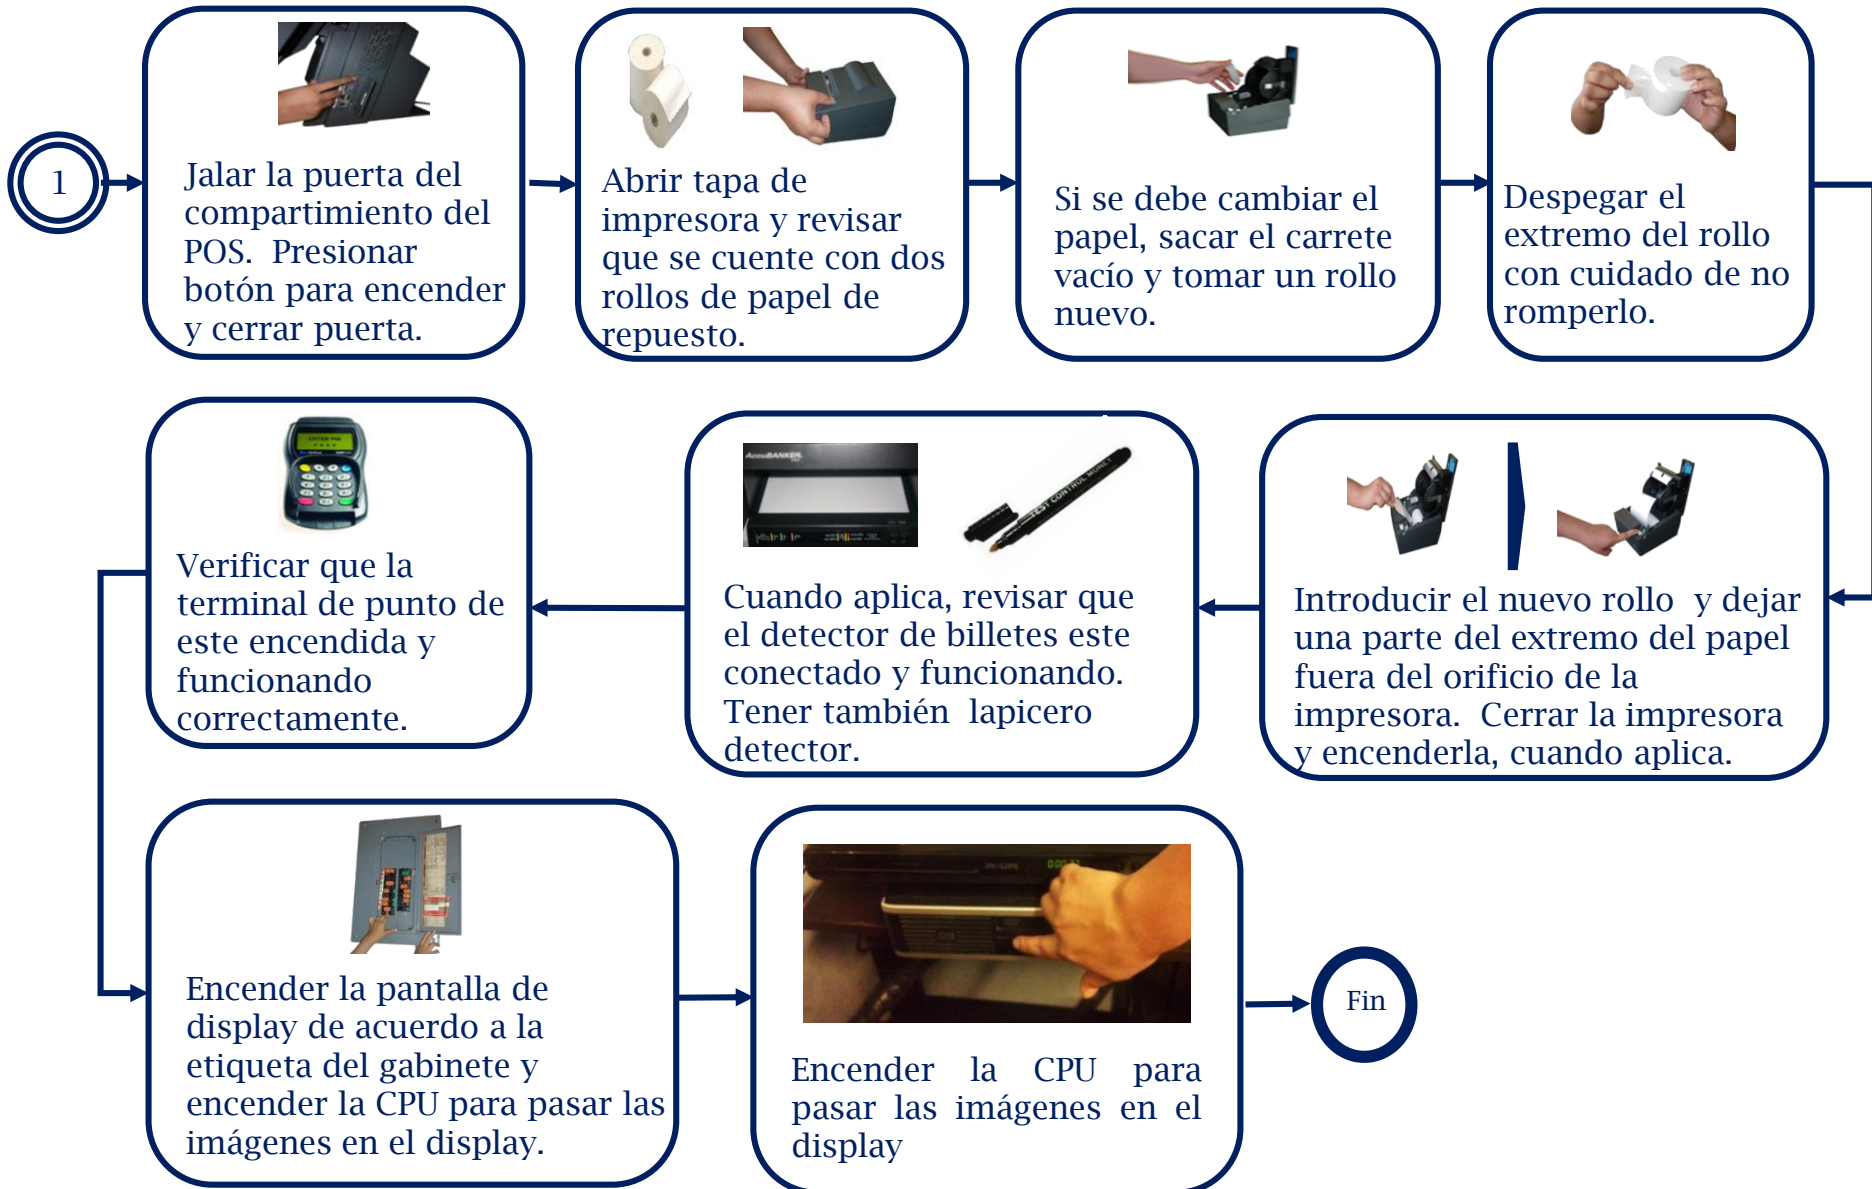 1
Jalar la puerta del
compartimiento del
POS.  Presionar
botón para encender
y cerrar puerta.
Abrir tapa de
impresora y revisar
que se cuente con dos
rollos de papel de
repuesto.
Si se debe cambiar el
papel, sacar el carrete
vacío y tomar un rollo
nuevo.
Despegar el
extremo del rollo
con cuidado de no
romperlo.
Introducir el nuevo rollo  y dejar
una parte del extremo del papel
fuera del orificio de la
impresora.  Cerrar la impresora
y encenderla, cuando aplica.
AccuBANKER
TEST CONTROL MONEY
Cuando aplica, revisar que
el detector de billetes este
conectado y funcionando.
Tener también  lapicero
detector.
ENTER PIN
Verificar que la
terminal de punto de
este encendida y
funcionando
correctamente.
Encender la pantalla de
display de acuerdo a la
etiqueta del gabinete y
encender la CPU para pasar las
imágenes en el display.
PHILIPS
Encender la CPU para
pasar las imágenes en el
display
Fin